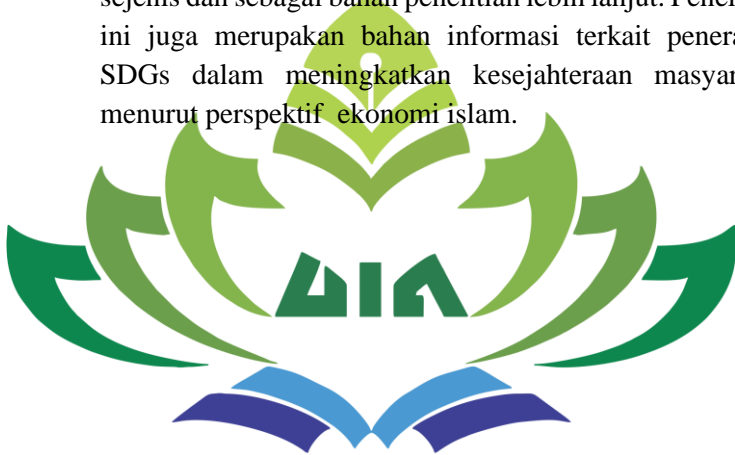 sejenis dan sebagai bahan penelitian lebih lanjut.
ini juga merupakan bahan informasi terkait
SDGs dalam meningkatkan kesejahteraan
menurut perspektif ekonomi islam.
UIN